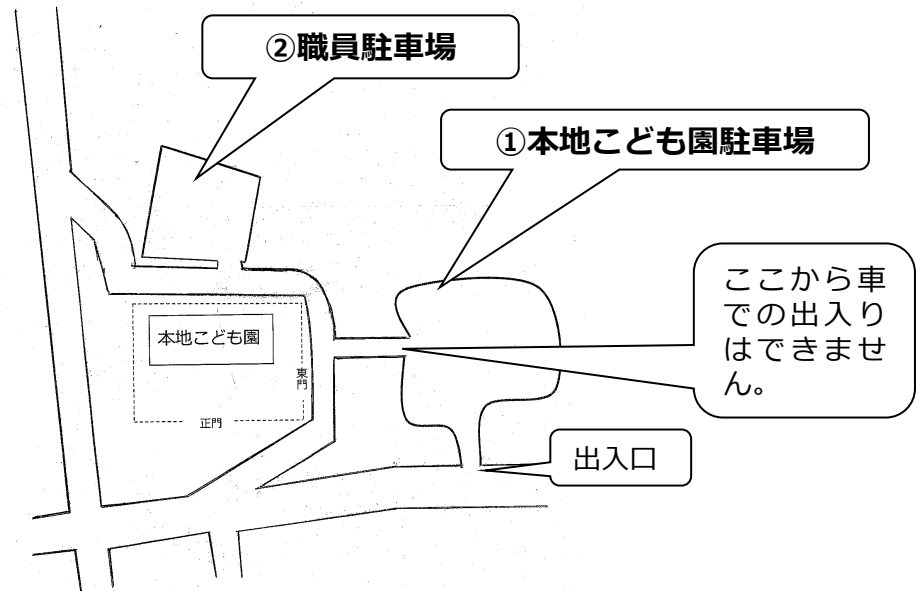 ②職員駐車場
①本地こども園駐車場
ここから車
での出入り
はできませ
ん。
本地こども園
東門
正門
出入口